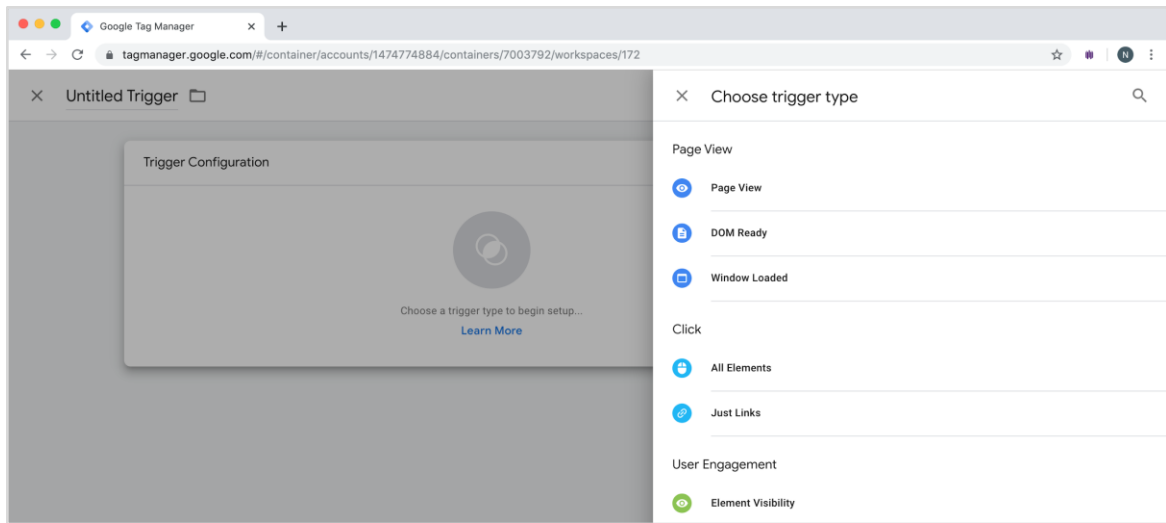 Google Tag Manager
tagmanager.google.com/#/container/accounts/1474774884/containers/7003792/workspaces/172
N
Untitled Trigger
Trigger Configuration
Choose a trigger type to begin setup...
Learn More
Choose trigger type
Page View
Page View
DOM Ready
Window Loaded
Click
All Elements
Just Links
User Engagement
Element Visibility